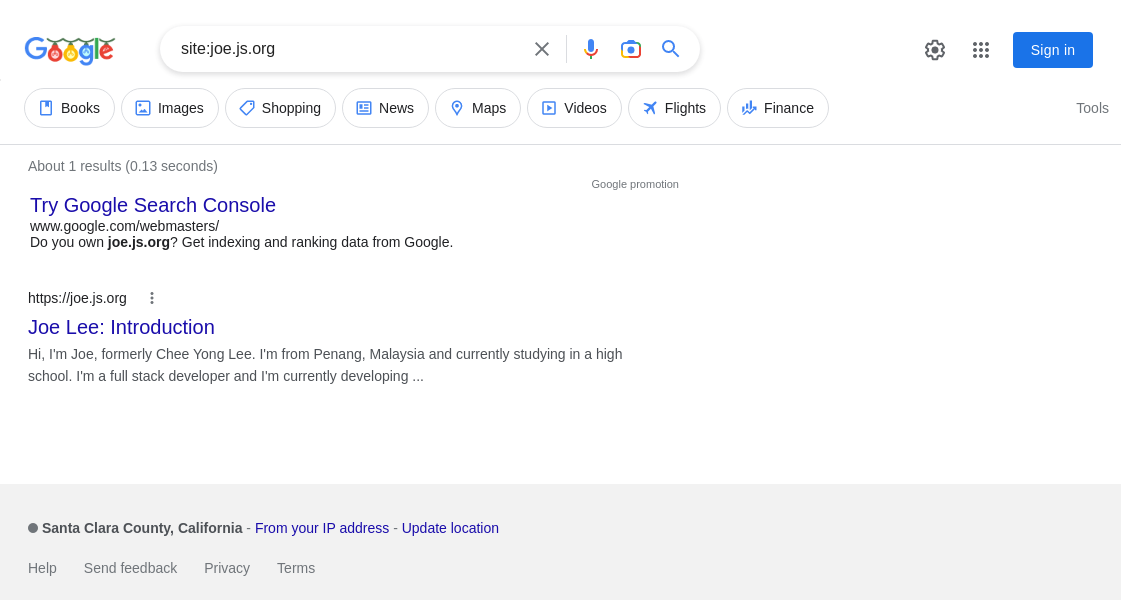 Google
site:joe.js.org
Sign in
Books
Images
Shopping
News
Maps
Videos
Flights
Finance
Tools
About 1 results (0.13 seconds)
Google promotion
Try Google Search Console
www.google.com/webmasters/
Do you own joe.js.org? Get indexing and ranking data from Google.
https://joe.js.org
Joe Lee: Introduction
Hi, I'm Joe, formerly Chee Yong Lee. I'm from Penang, Malaysia and currently studying in a high
school. I'm a full stack developer and I'm currently developing ...
Santa Clara County, California - From your IP address - Update location
Help
Send feedback
Privacy
Terms